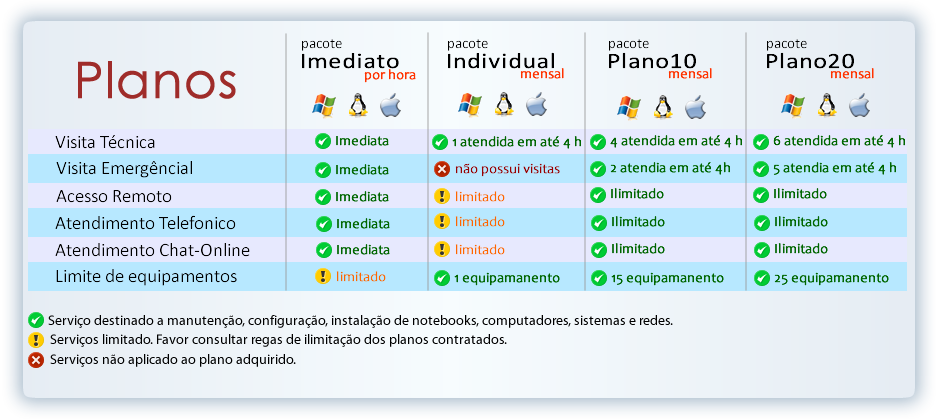 Planos
pacote Imediato por hora
pacote Individual mensal
pacote Plano10 mensal
pacote Plano20 mensal
Visita Técnica Imediata 1 atendida em até 4 h 4 atendida em até 4 h 6 atendida em até 4 h
Visita Emergêncial Imediata não possui visitas 2 atendia em até 4h 5 atendia em até 4 h
Acesso Remoto Imediata limitado Ilimitado Ilimitado
Atendimento Telefonico Imediata limitado Ilimitado Ilimitado
Atendimento Chat-Online Imediata limitado Ilimitado Ilimitado
Limite de equipamentos limitado 1 equipamanento 15 equipamanento 25 equipamanento
Serviço destinado a manutenção, configuração, instalação de notebooks, computadores, sistemas e redes.
Serviços limitado. Favor consultar regas de ilimitação dos planos contratados.
Serviços não aplicado ao plano adquirido.